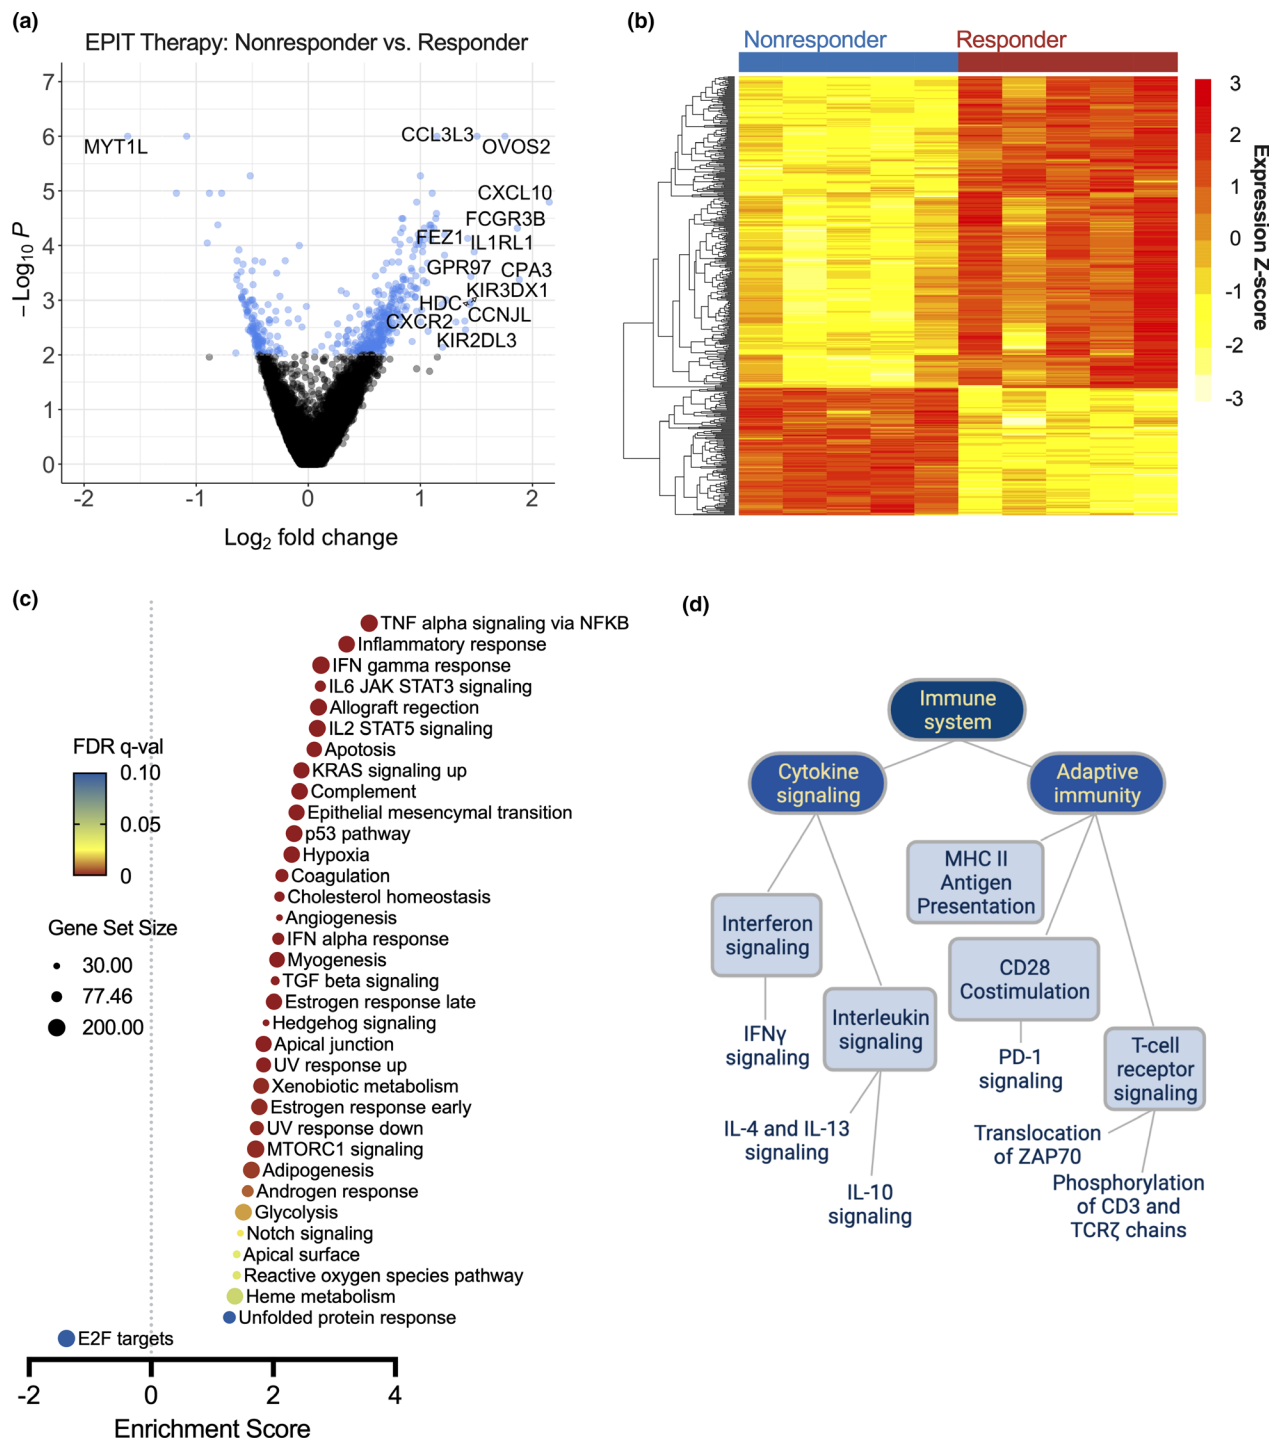 (a)
EPIT Therapy: Nonresponder vs. Responder
7
6
5
4
3
2
1
0
−Log10 P
MYT1L
CCL3L3
OVOS2
CXCL10
FCGR3B
FEZ1
IL1RL1
GPR97
CPA3
KIR3DX1
HDC
CCNJL
CXCR2
KIR2DL3
-2
-1
0
1
2
Log2 fold change
(b)
Nonresponder
Responder
3
2
1
0
-1
-2
-3
Expression Z-score
(c)
TNF alpha signaling via NFKB
Inflammatory response
IFN gamma response
IL6 JAK STAT3 signaling
Allograft regection
IL2 STAT5 signaling
Apotosis
KRAS signaling up
Complement
Epithelial mesencymal transition
p53 pathway
Hypoxia
Coagulation
Cholesterol homeostasis
Angiogenesis
IFN alpha response
Myogenesis
TGF beta signaling
Estrogen response late
Hedgehog signaling
Apical junction
UV response up
Xenobiotic metabolism
Estrogen response early
UV response down
MTORC1 signaling
Adipogenesis
Androgen response
Glycolysis
Notch signaling
Apical surface
Reactive oxygen species pathway
Heme metabolism
Unfolded protein response
E2F targets
FDR q-val
0.10
0.05
0
Gene Set Size
30.00
77.46
200.00
-2
0
2
4
Enrichment Score
(d)
Immune
system
Cytokine
signaling
Adaptive
immunity
MHC II
Antigen
Presentation
Interferon
signaling
CD28
Costimulation
Interleukin
signaling
IFNγ
signaling
PD-1
signaling
T-cell
receptor
signaling
IL-4 and IL-13
signaling
Translocation
of ZAP70
IL-10
signaling
Phosphorylation
of CD3 and
TCRζ chains